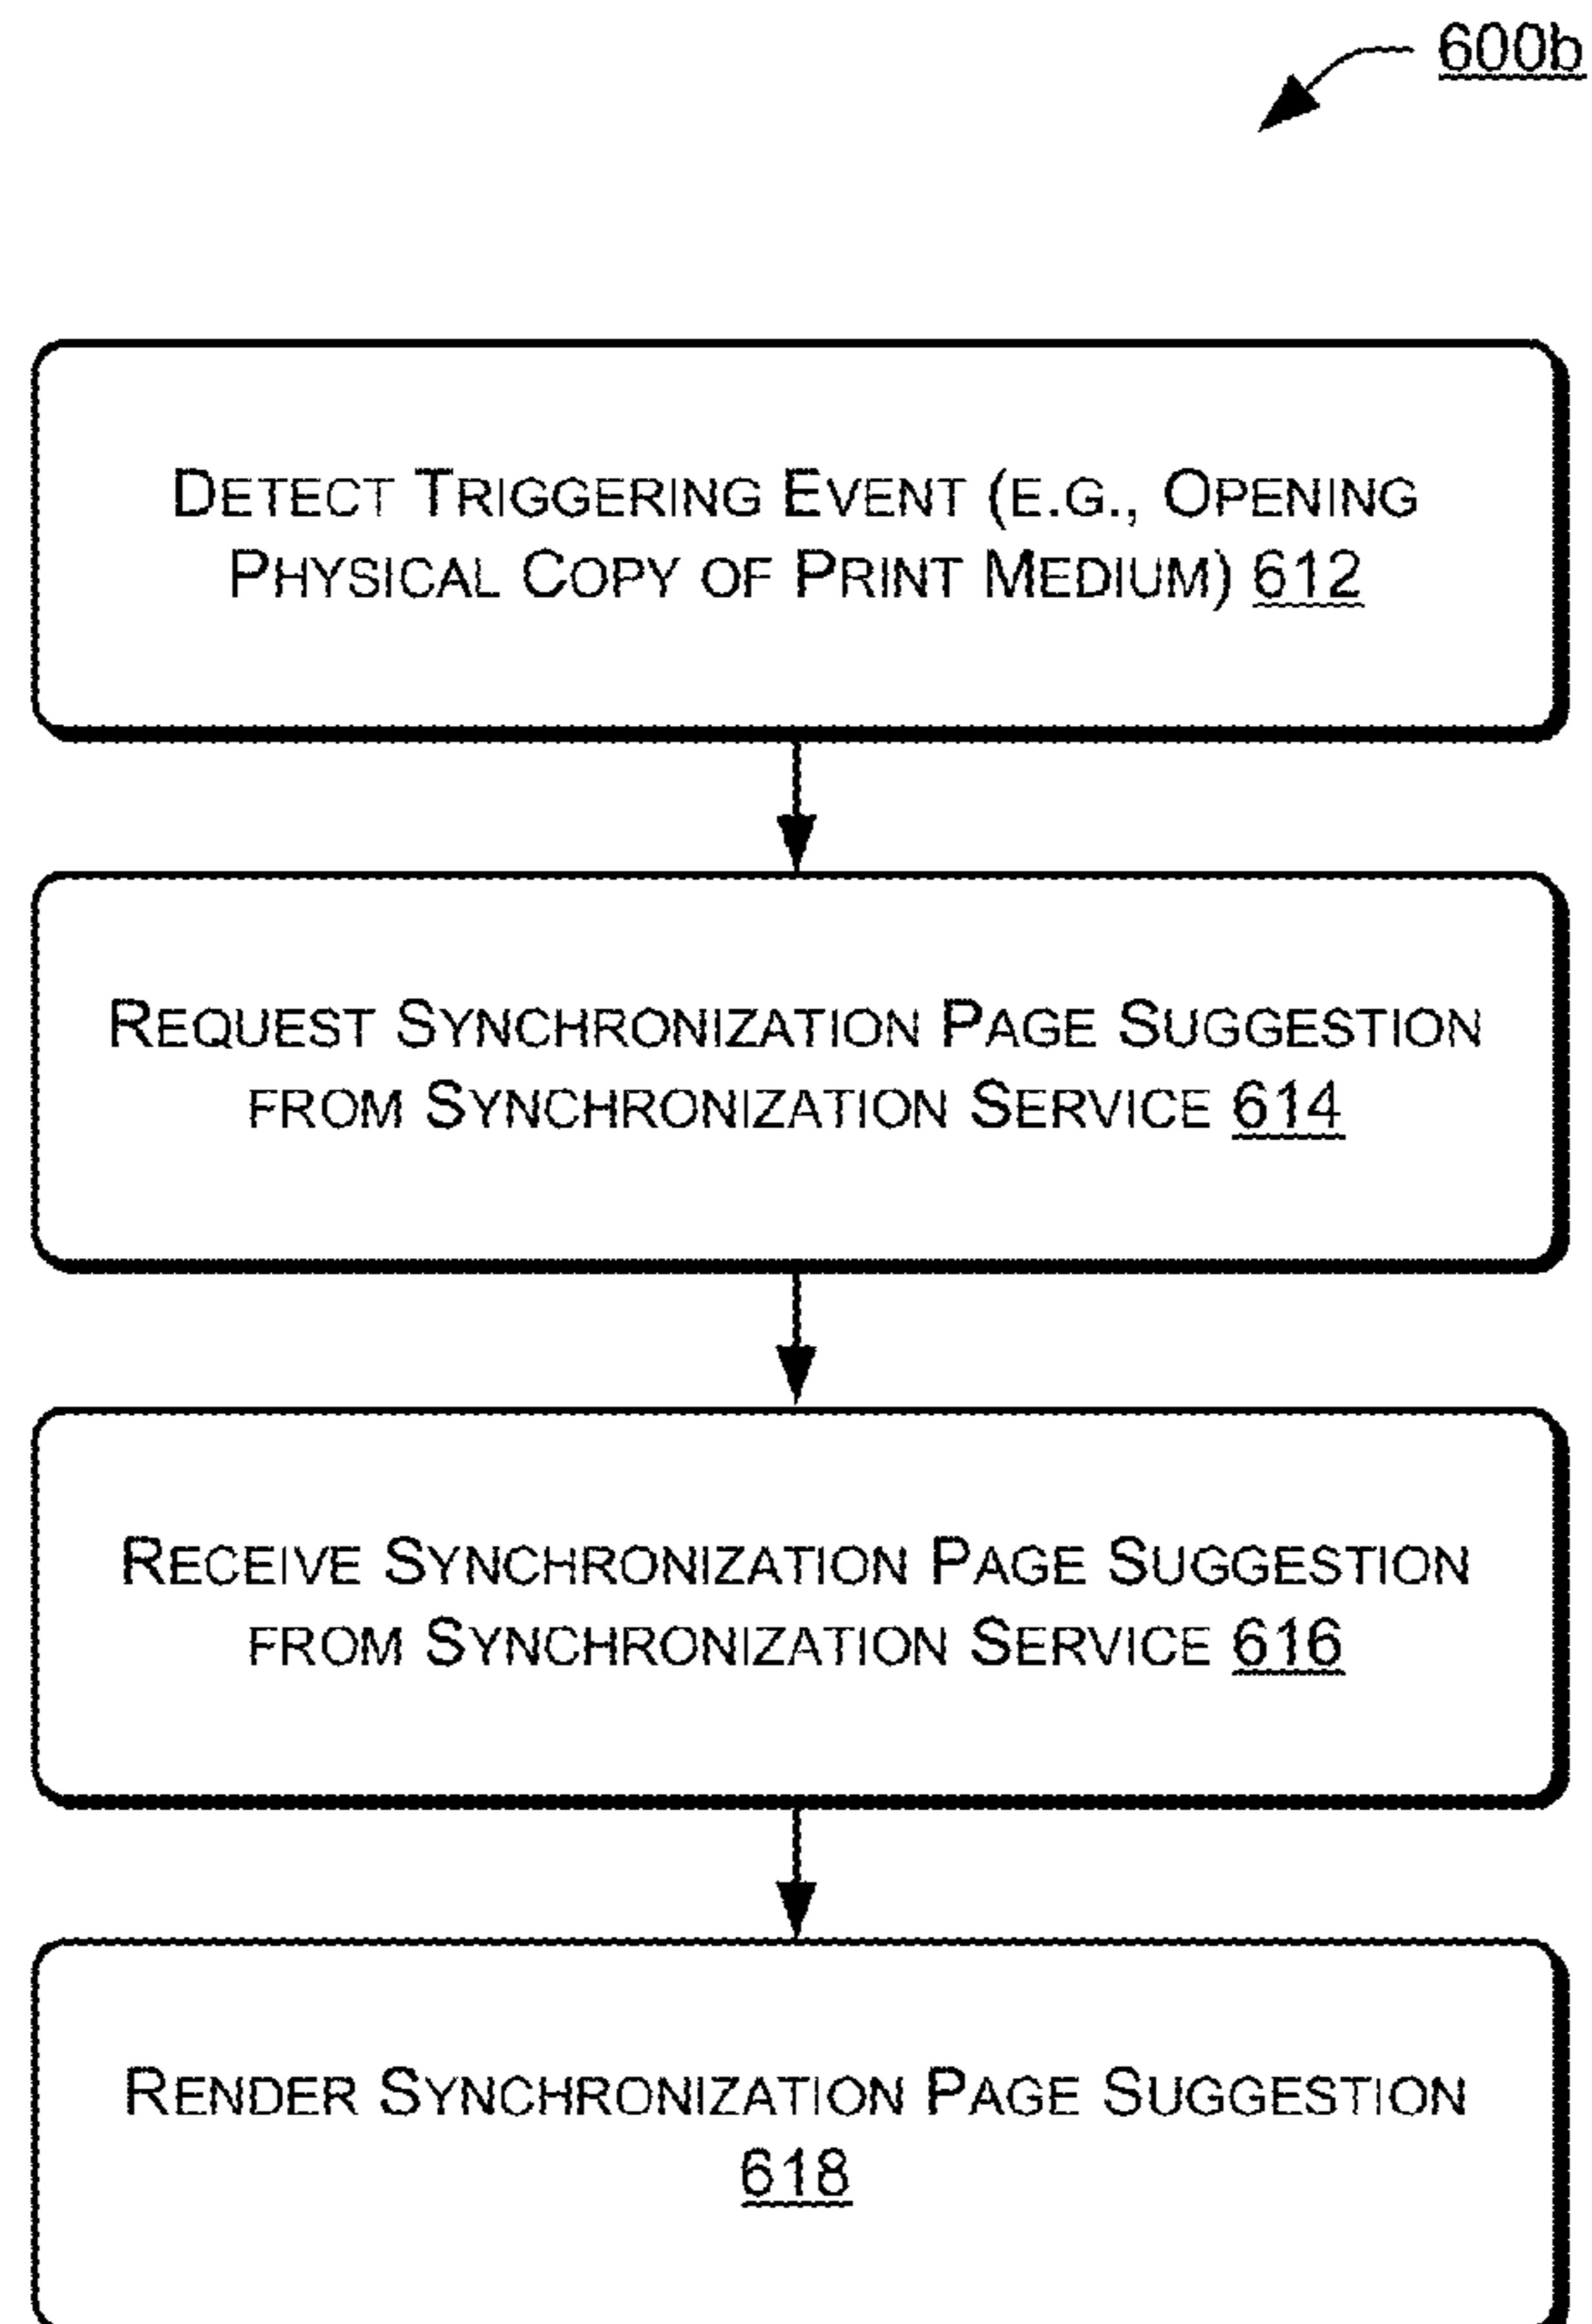 600b
DETECT TRIGGERING EVENT (E.G., OPENING
PHYSICAL COPY OF PRINT MEDIUM) 612
REQUEST SYNCHRONIZATION PAGE SUGGESTION
FROM SYNCHRONIZATION SERVICE 614
RECEIVE SYNCHRONIZATION PAGE SUGGESTION
FROM SYNCHRONIZATION SERVICE 616
RENDER SYNCHRONIZATION PAGE SUGGESTION
618